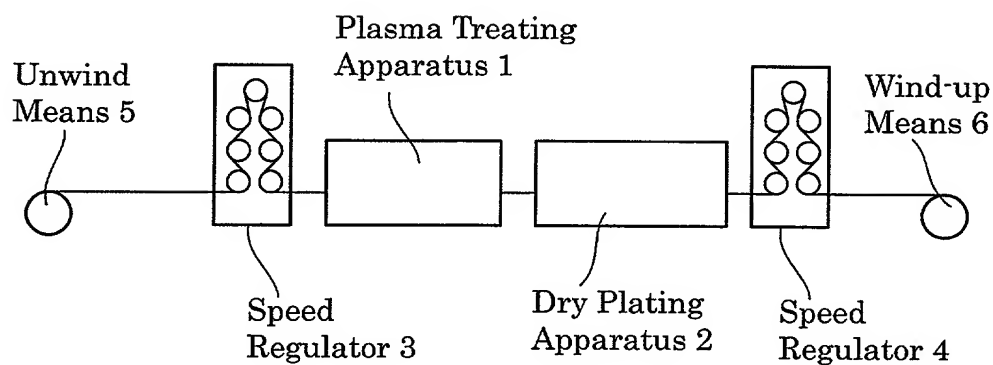 Plasma Treating
Apparatus 1
Unwind
Means 5
Wind-up
Means 6
Speed
Regulator 3
Dry Plating
Apparatus 2
Speed
Regulator 4